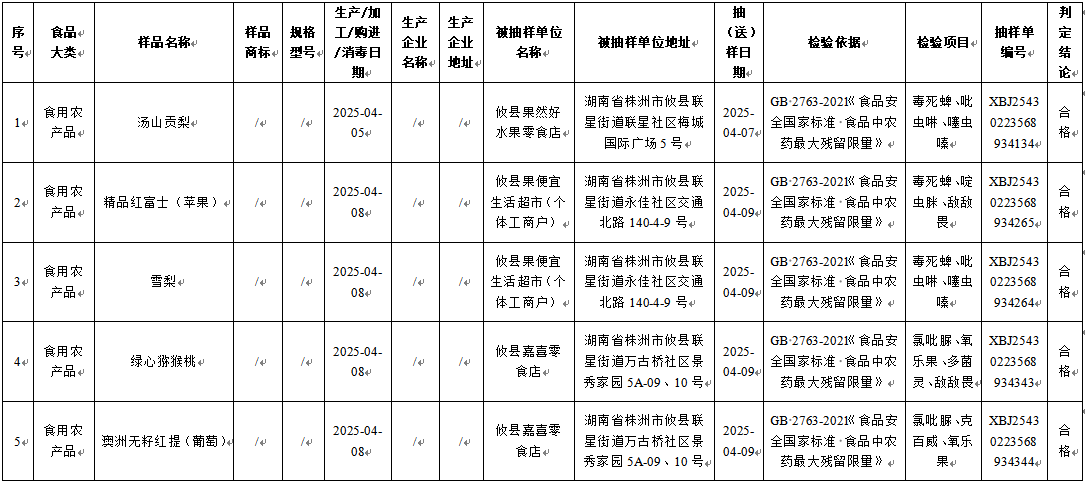 序
号
食品
大类
样品名称
样品
商标
规格
型号
生产/加
工/购进
/消毒日
期
生产
企业
名称
生产
企业
地址
被抽样单位
名称
被抽样单位地址
抽
（送）
样日
期
检验依据
检验项目
抽样单
编号
判
定
结
论
1
食用农
产品
汤山贡梨
/
/
2025-04-
05
/
/
攸县果然好
水果零食店
湖南省株洲市攸县联
星街道联星社区梅城
国际广场 5 号
2025-
04-07
GB 2763-2021《食品安
全国家标准 食品中农
药最大残留限量》
毒死蜱、吡
虫啉、噻虫
嗪
XBJ2543
0223568
934134
合
格
2
食用农
产品
精品红富士（苹果）
/
/
2025-04-
08
/
/
攸县果便宜
生活超市（个
体工商户）
湖南省株洲市攸县联
星街道永佳社区交通
北路 140-4-9 号
2025-
04-09
GB 2763-2021《食品安
全国家标准 食品中农
药最大残留限量》
毒死蜱、啶
虫脒、敌敌
畏
XBJ2543
0223568
934265
合
格
3
食用农
产品
雪梨
/
/
2025-04-
08
/
/
攸县果便宜
生活超市（个
体工商户）
湖南省株洲市攸县联
星街道永佳社区交通
北路 140-4-9 号
2025-
04-09
GB 2763-2021《食品安
全国家标准 食品中农
药最大残留限量》
毒死蜱、吡
虫啉、噻虫
嗪
XBJ2543
0223568
934264
合
格
4
食用农
产品
绿心猕猴桃
/
/
2025-04-
08
/
/
攸县嘉喜零
食店
湖南省株洲市攸县联
星街道万古桥社区景
秀家园 5A-09、10 号
2025-
04-09
GB 2763-2021《食品安
全国家标准 食品中农
药最大残留限量》
氯吡脲、氧
乐果、多菌
灵、敌敌畏
XBJ2543
0223568
934343
合
格
5
食用农
产品
澳洲无籽红提（葡萄）
/
/
2025-04-
08
/
/
攸县嘉喜零
食店
湖南省株洲市攸县联
星街道万古桥社区景
秀家园 5A-09、10 号
2025-
04-09
GB 2763-2021《食品安
全国家标准 食品中农
药最大残留限量》
氯吡脲、克
百威、氧乐
果
XBJ2543
0223568
934344
合
格